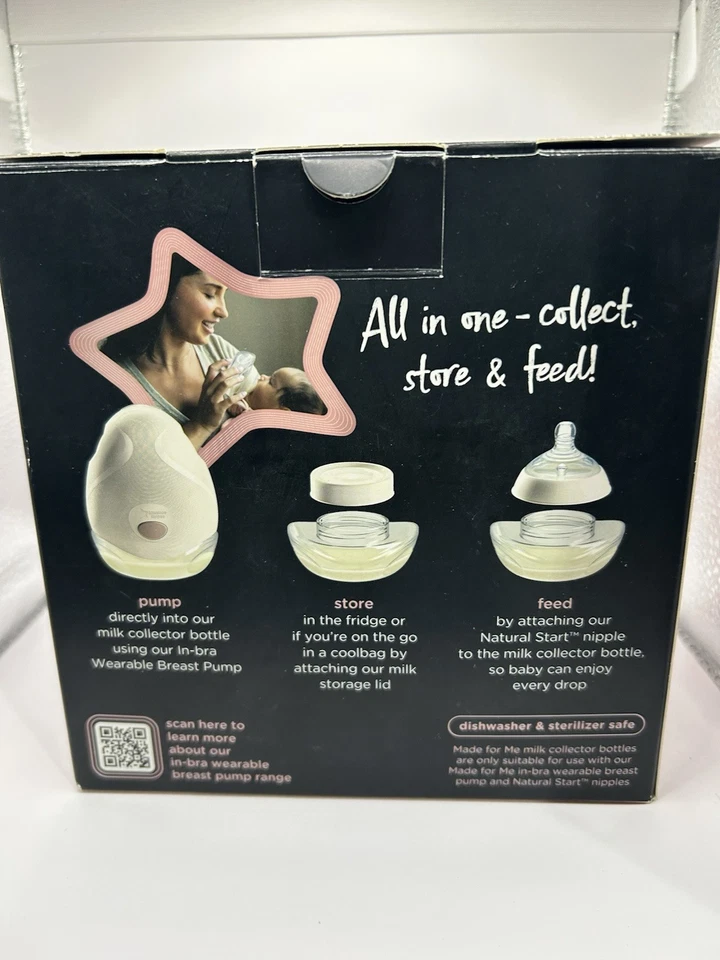 All in one - collect,
store & feed!
pump
directly into our
milk collector bottle
using our In-bra
Wearable Breast Pump
store
in the fridge or
if you're on the go
in a coolbag by
attaching our milk
storage lid
feed
by attaching our
Natural Start™ nipple
to the milk collector bottle,
so baby can enjoy
every drop
scan here to
learn more
about our
in-bra wearable
breast pump range
dishwasher & sterilizer safe
Made for Me milk collector bottles
are only suitable for use with our
Made for Me in-bra wearable breast
pump and Natural Start™ nipples